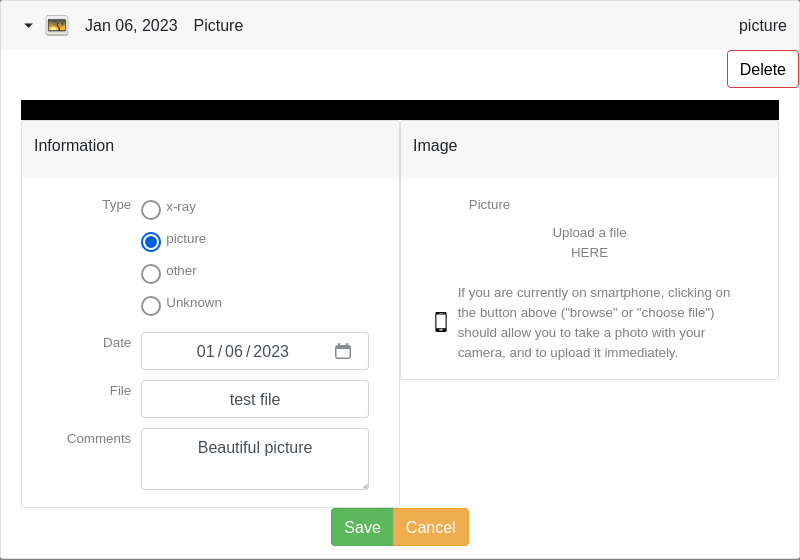 Jan 06, 2023 Picture picture
Delete
Information
Type
x-ray
picture
other
Unknown
Date
01/06/2023
File
test file
Comments
Beautiful picture
Image
Picture
Upload a file
HERE
If you are currently on smartphone, clicking on
the button above ("browse" or "choose file")
should allow you to take a photo with your
camera, and to upload it immediately.
Save Cancel